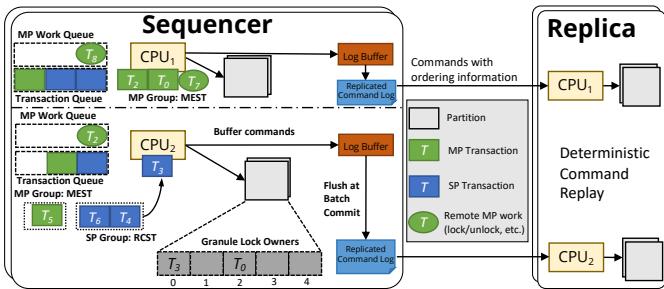 Sequencer
MP Work Queue
T8
Transaction Queue
CPU1
T2 T0 T7
MP Group: MEST
Log Buffer
Replicated
Command Log
Commands with
ordering information
MP Work Queue
T2
Transaction Queue
MP Group: MEST
T5
T6 T4
SP Group: RCST
CPU2
T3
Buffer commands
Log Buffer
Flush at
Batch
Commit
Granule Lock Owners
T3 T0
0 1 2 3 4
Replicated
Command Log
Partition
T MP Transaction
T SP Transaction
T Remote MP work
(lock/unlock, etc.)
Replica
CPU1
Deterministic
Command
Replay
CPU2